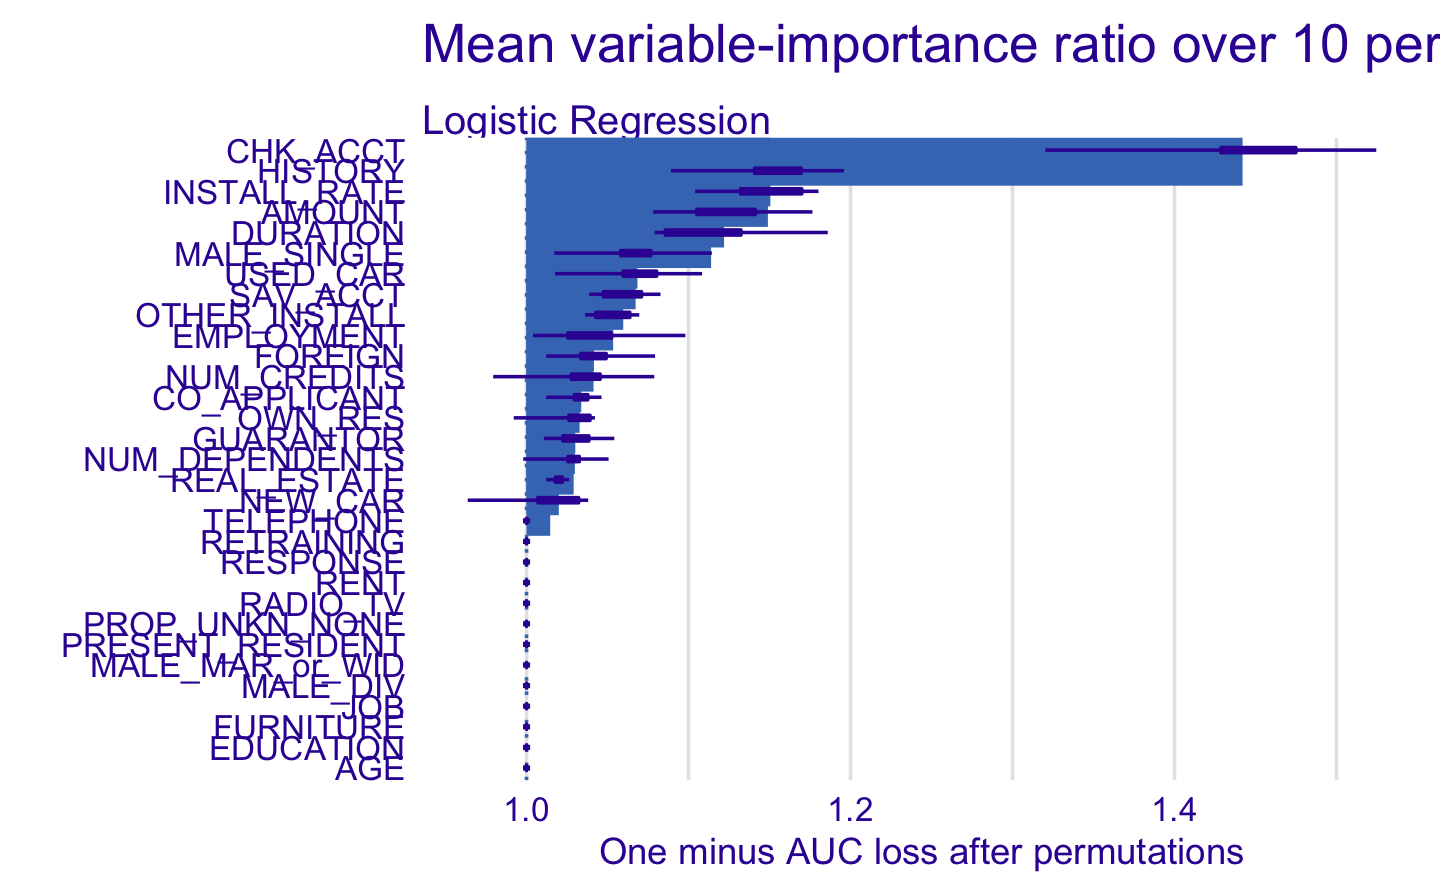 Mean variable-importance ratio over 10 per
Logistic Regression
CHK_ACCT
HISTORY
INSTALL_RATE
AMOUNT
DURATION
MALE_SINGLE
USED_CAR
SAV_ACCT
OTHER_INSTALL
EMPLOYMENT
FOREIGN
NUM_CREDITS
CO_APPLICANT
OWN_RES
GUARANTOR
NUM_DEPENDENTS
REAL_ESTATE
NEW_CAR
TELEPHONE
RETRAINING
RESPONSE
RENT
RADIO_TV
PROP_UNKN_NONE
PRESENT_RESIDENT
MALE_MAR_or_WID
MALE_DIV
JOB
FURNITURE
EDUCATION
AGE
1.0 1.2 1.4
One minus AUC loss after permutations